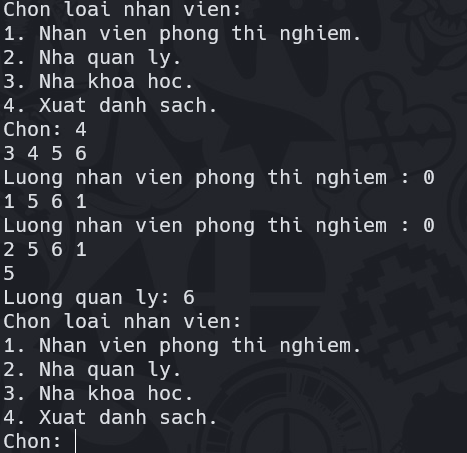 Chon loai nhan vien:
1. Nhan vien phong thi nghiem.
2. Nha quan ly.
3. Nha khoa hoc.
4. Xuat danh sach.
Chon: 4
3 4 5 6
Luong nhan vien phong thi nghiem : 0
1 5 6 1
Luong nhan vien phong thi nghiem : 0
2 5 6 1
5
Luong quan ly: 6
Chon loai nhan vien:
1. Nhan vien phong thi nghiem.
2. Nha quan ly.
3. Nha khoa hoc.
4. Xuat danh sach.
Chon: